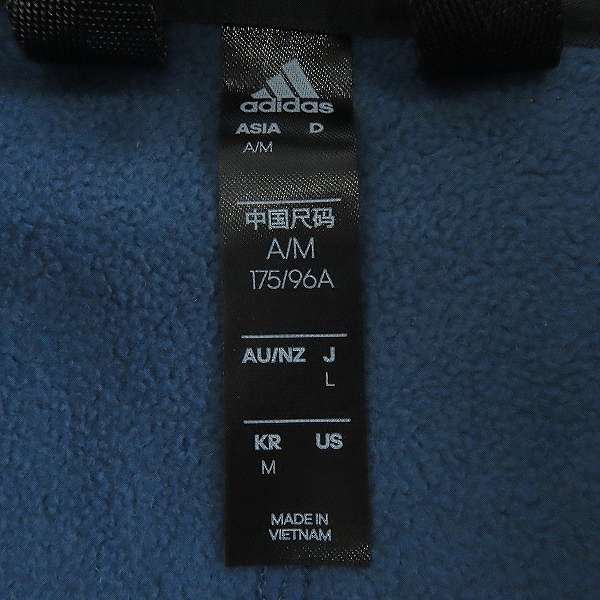 adidas
ASIA D
A/M
中国尺码
A/M
175/96A
AU/NZ J
L
KR US
M
MADE IN
VIETNAM